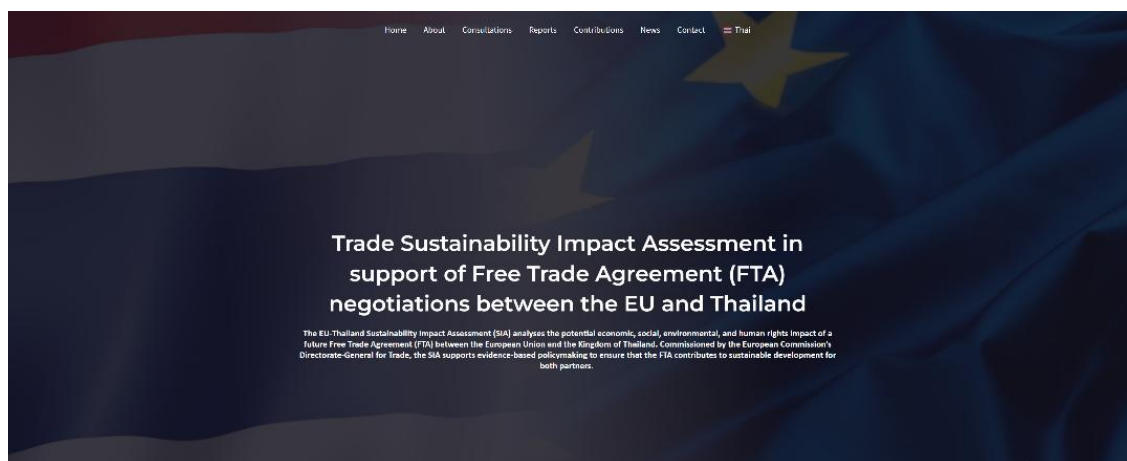 Home About Consultations Reports Contributions News Contact Thai
Trade Sustainability Impact Assessment in
support of Free Trade Agreement (FTA)
negotiations between the EU and Thailand
The EU-Thailand Sustainability Impact Assessment (SIA) analyses the potential economic, social, environmental, and human rights impact of a
future Free Trade Agreement (FTA) between the European Union and the Kingdom of Thailand. Commissioned by the European Commission's
Directorate-General for Trade, the SIA supports evidence-based policymaking to ensure that the FTA contributes to sustainable development for
both partners.